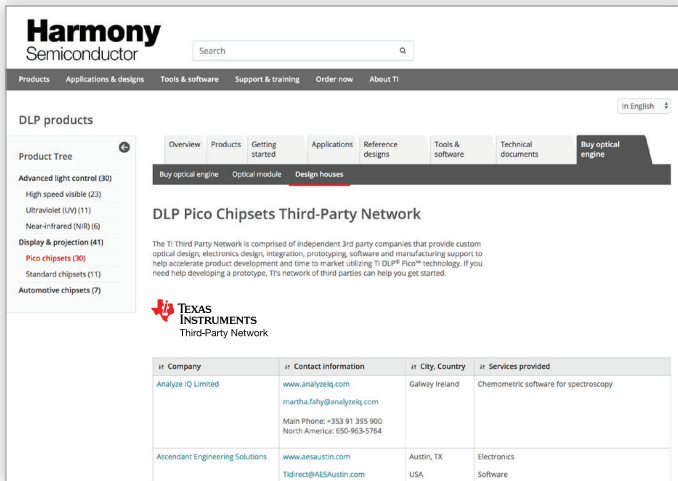 Harmony
Semiconductor
Search
Products Applications & designs Tools & software Support & training Order now About TI
In English
DLP products
Product Tree
Advanced light control (30)
High speed visible (23)
Ultraviolet (UV) (11)
Near-infrared (NIR) (6)
Display & projection (41)
Pico chipsets (30)
Standard chipsets (11)
Automotive chipsets (7)
Overview Products Getting started Applications Reference designs Tools & software Technical documents Buy optical engine
Buy optical engine Optical module Design houses
DLP Pico Chipsets Third-Party Network
The TI Third Party Network is comprised of independent 3rd party companies that provide custom
optical design, electronics design, integration, prototyping, software and manufacturing support to
help accelerate product development and time to market utilizing TI DLP® Pico™ technology. If you
need help developing a prototype, TI's network of third parties can help you get started.
TEXAS
INSTRUMENTS
Third-Party Network
Company Contact information City, Country Services provided
Analyze IQ Limited www.analyzeiq.com Galway Ireland Chemometric software for spectroscopy
martha.fahy@analyzeiq.com
Main Phone: +353 91 395 900
North America: 650-963-5764
Ascendant Engineering Solutions www.aesaustin.com Austin, TX Electronics
TIdirect@AESAustin.com USA Software